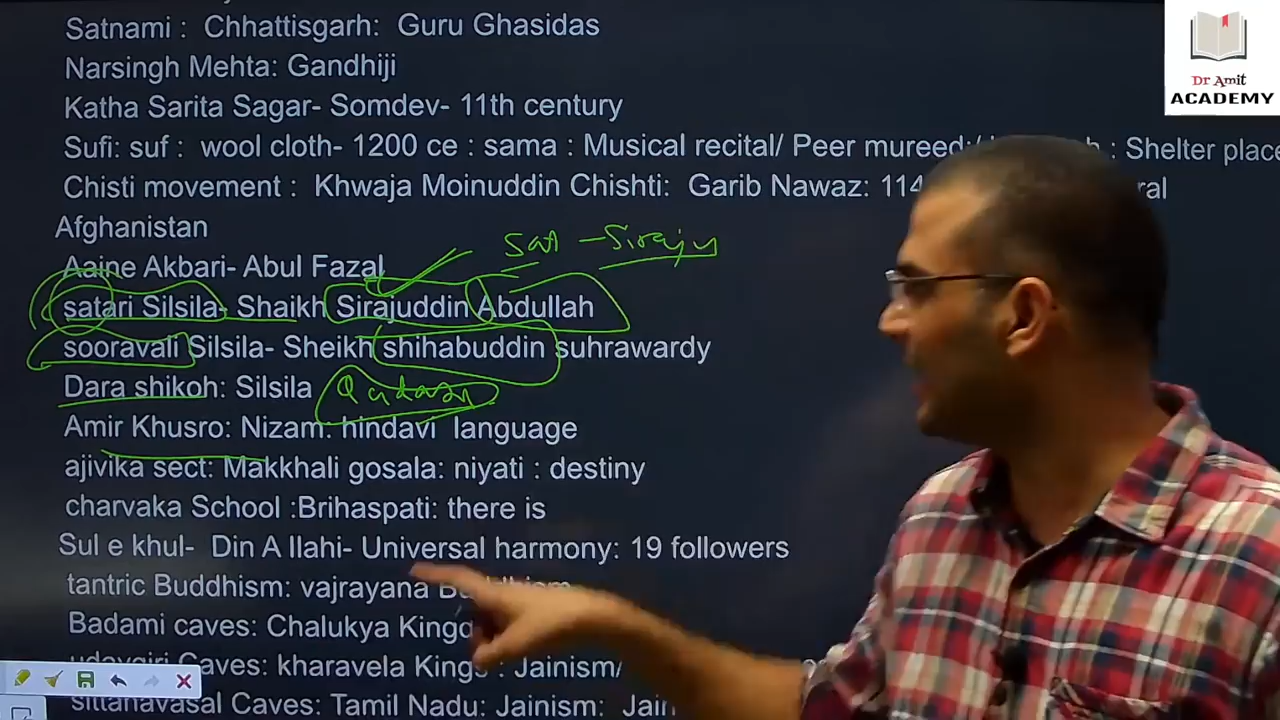 Satnami : Chhattisgarh: Guru Ghasidas
Narsingh Mehta: Gandhiji
Katha Sarita Sagar- Somdev- 11th century
Sufi: suf : wool cloth- 1200 ce : sama : Musical recital/ Peer mureed:/ : Shelter place
Chisti movement : Khwaja Moinuddin Chishti: Garib Nawaz: 114
Afghanistan
Sat - Siraju
Aaine Akbari- Abul Fazal
satari Silsila- Shaikh Sirajuddin Abdullah
sooravali Silsila- Sheikh shihabuddin suhrawardy
Dara shikoh: Silsila
Amir Khusro: Nizam: hindavi language
ajivika sect: Makkhali gosala: niyati : destiny
charvaka School :Brihaspati: there is
Sul e khul- Din A Ilahi- Universal harmony: 19 followers
tantric Buddhism: vajrayana
Badami caves: Chalukya
udaygiri Caves: kharavela : Jainism/
sittanavasal Caves: Tamil Nadu: Jainism: Jain
Dr Amit
ACADEMY